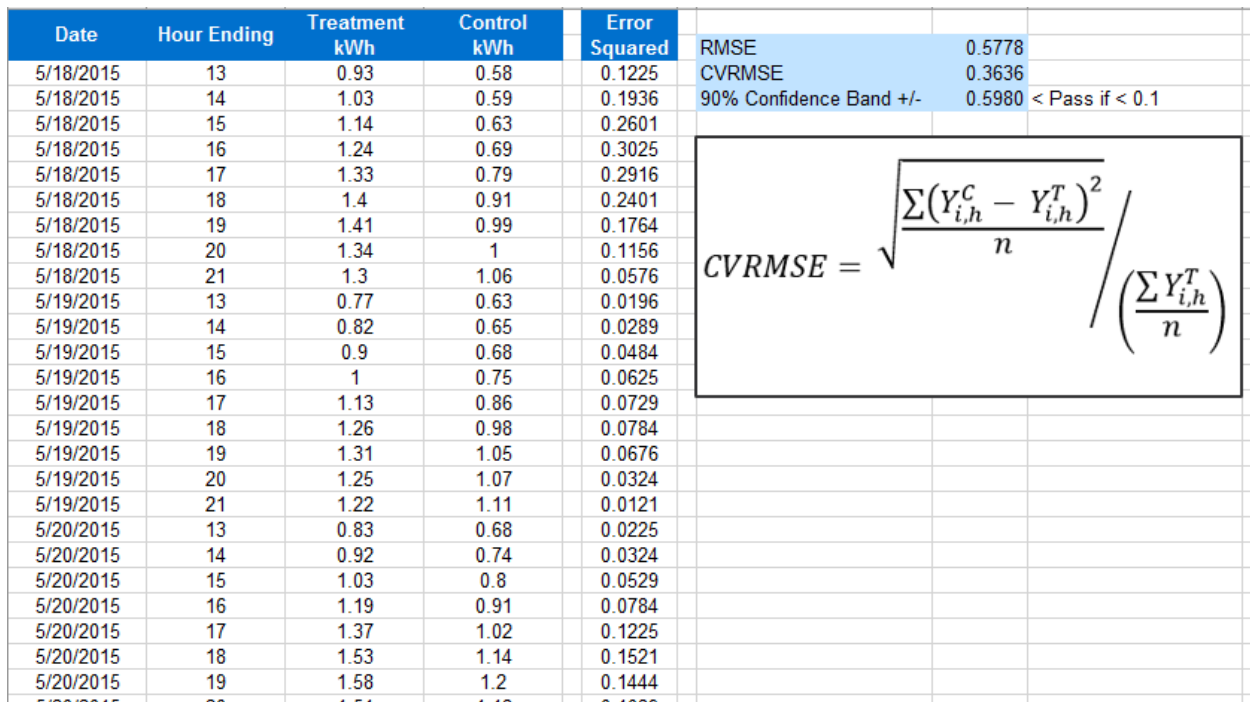 Date Hour Ending Treatment kWh Control kWh Error Squared
RMSE 0.5778
5/18/2015 13 0.93 0.58 0.1225 CVRMSE 0.3636
5/18/2015 14 1.03 0.59 0.1936 90% Confidence Band +/- 0.5980 < Pass if < 0.1
5/18/2015 15 1.14 0.63 0.2601
5/18/2015 16 1.24 0.69 0.3025
5/18/2015 17 1.33 0.79 0.2916
5/18/2015 18 1.4 0.91 0.2401
5/18/2015 19 1.41 0.99 0.1764
5/18/2015 20 1.34 1 0.1156
5/18/2015 21 1.3 1.06 0.0576
5/19/2015 13 0.77 0.63 0.0196
5/19/2015 14 0.82 0.65 0.0289
5/19/2015 15 0.9 0.68 0.0484
5/19/2015 16 1 0.75 0.0625
5/19/2015 17 1.13 0.86 0.0729
5/19/2015 18 1.26 0.98 0.0784
5/19/2015 19 1.31 1.05 0.0676
5/19/2015 20 1.25 1.07 0.0324
5/19/2015 21 1.22 1.11 0.0121
5/20/2015 13 0.83 0.68 0.0225
5/20/2015 14 0.92 0.74 0.0324
5/20/2015 15 1.03 0.8 0.0529
5/20/2015 16 1.19 0.91 0.0784
5/20/2015 17 1.37 1.02 0.1225
5/20/2015 18 1.53 1.14 0.1521
5/20/2015 19 1.58 1.2 0.1444
CVRMSE = √(∑(Y^C_{i,h} − Y^T_{i,h})^2 / n) / (∑Y^T_{i,h} / n)